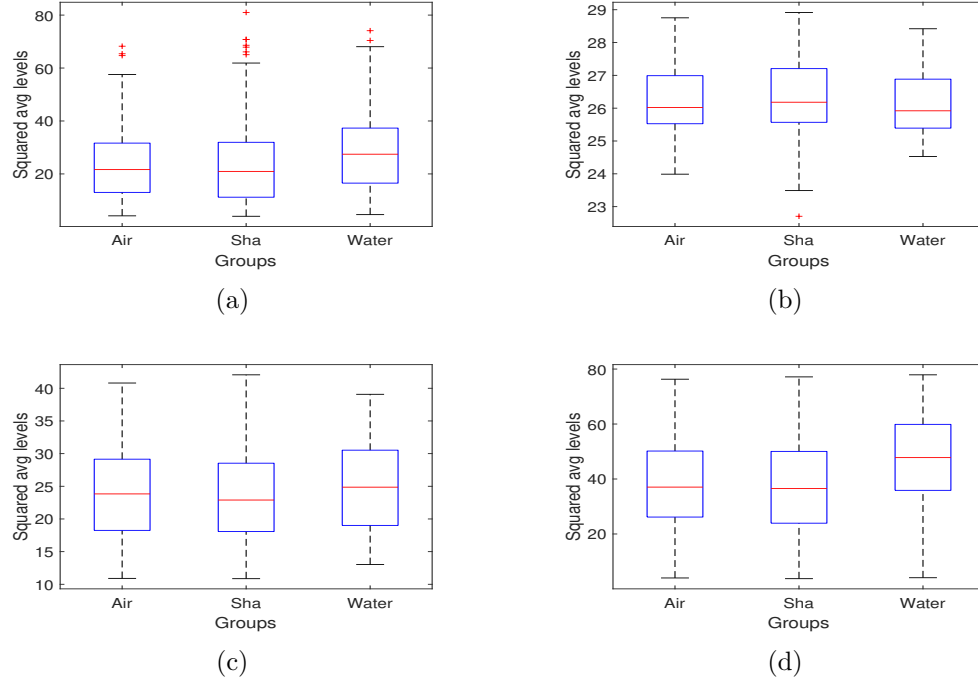 Squared avg levels
80
60
40
20
Air
Sha
Water
Groups
(a)
Squared avg levels
29
28
27
26
25
24
23
Air
Sha
Water
Groups
(b)
Squared avg levels
40
35
30
25
20
15
10
Air
Sha
Water
Groups
(c)
Squared avg levels
80
60
40
20
Air
Sha
Water
Groups
(d)